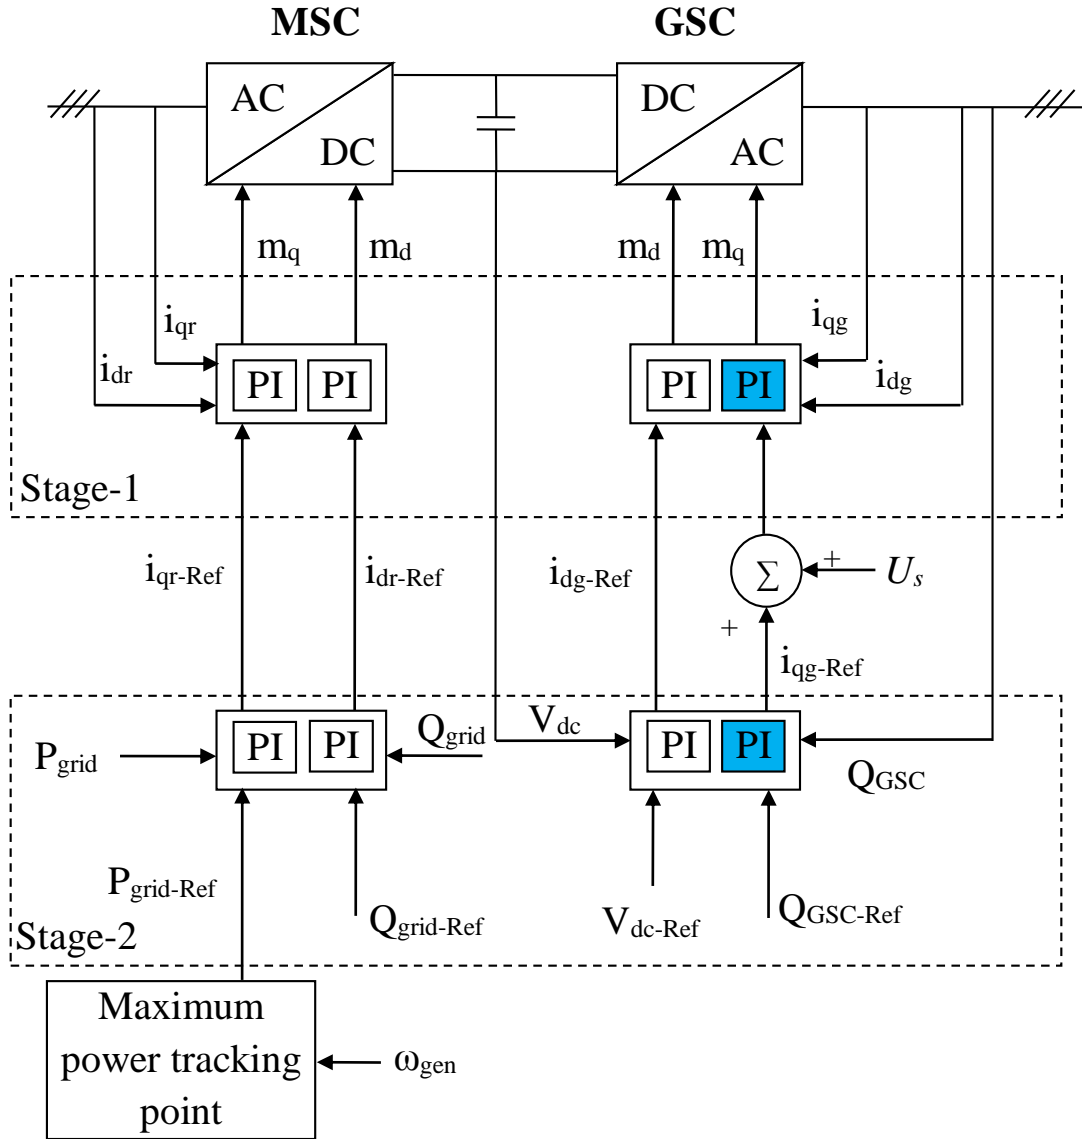 MSC GSC
AC DC
DC AC
mq md md mq
iqr iqg
idr idg
PI PI PI PI
Stage-1
iqr-Ref idr-Ref idg-Ref Σ + Us
+
iqg-Ref
Pgrid PI PI Qgrid Vdc PI PI QGSC
Pgrid-Ref Qgrid-Ref Vdc-Ref QGSC-Ref
Stage-2
Maximum
power tracking
point
ωgen